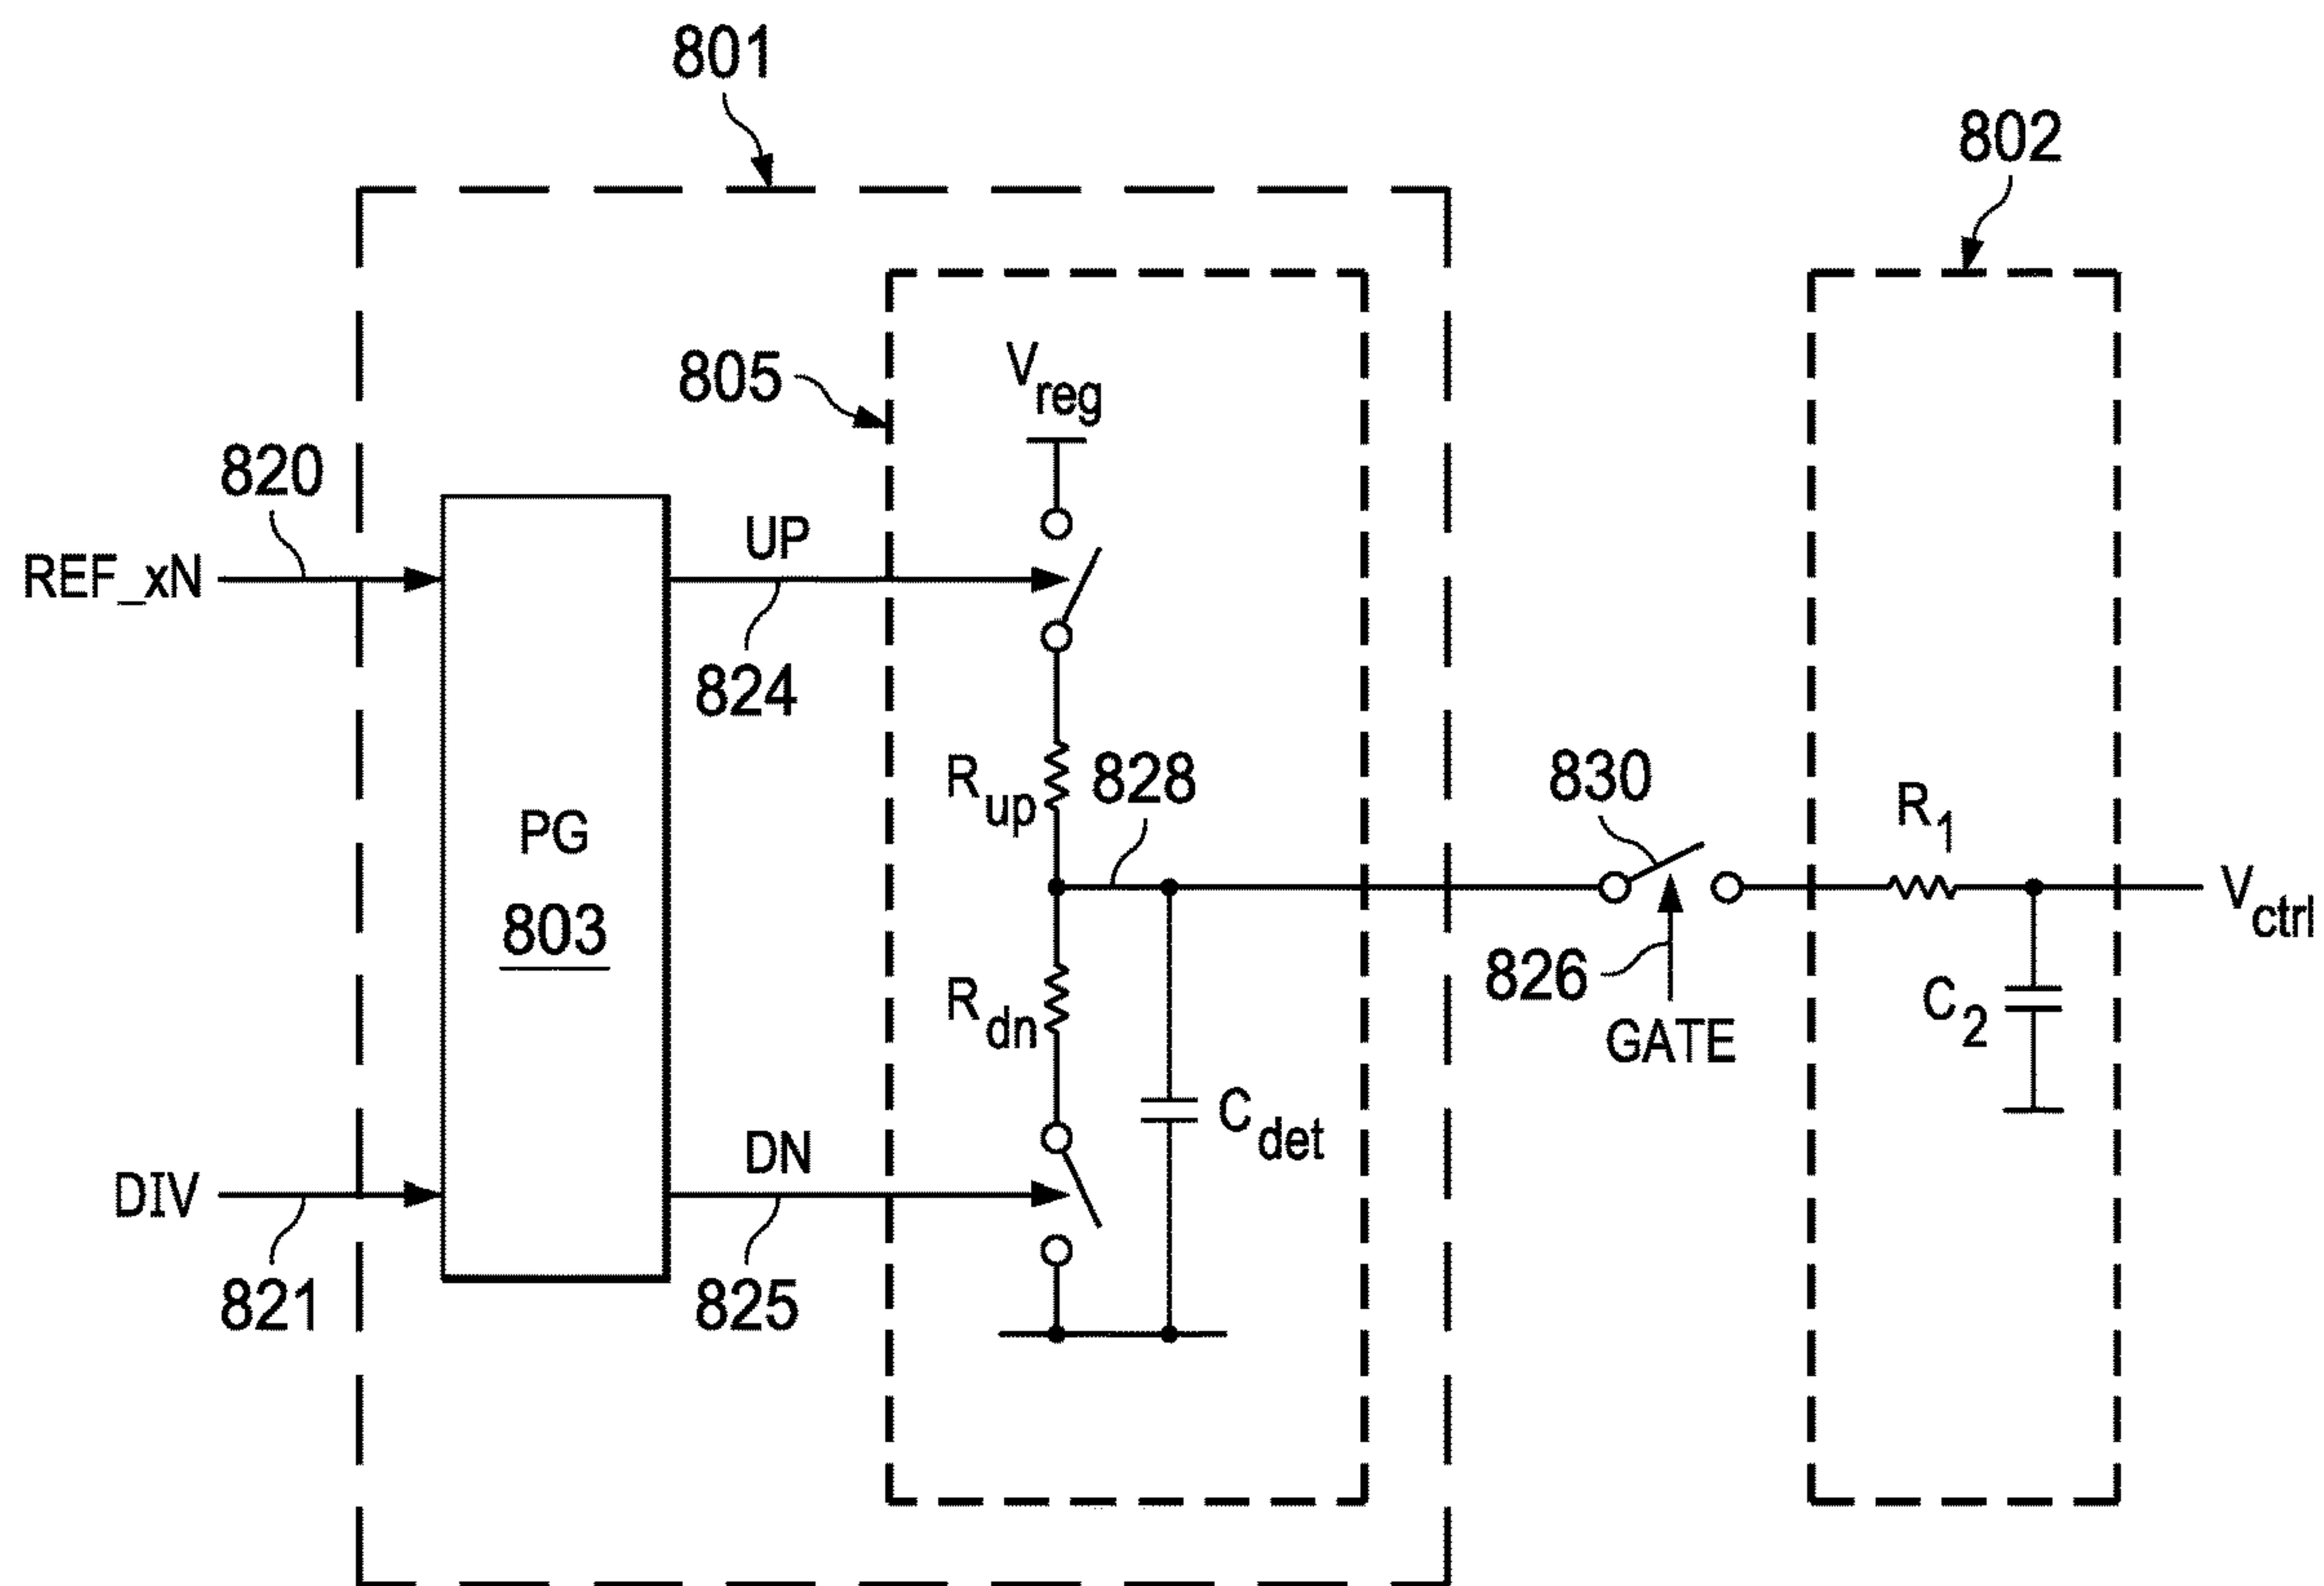 801
802
805
Vreg
820
REF_xN
UP
824
Rup
828
830
R1
Vctrl
PG
803
826
GATE
Rdn
C2
DIV
821
DN
825
Cdet